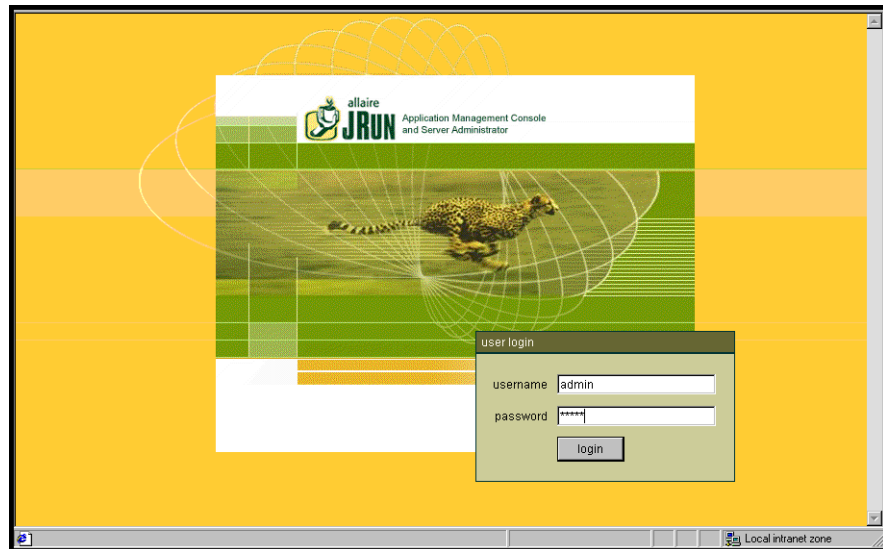 allaire
JRUN
Application Management Console
and Server Administrator
user login
username admin
password *****
login
Local intranet zone